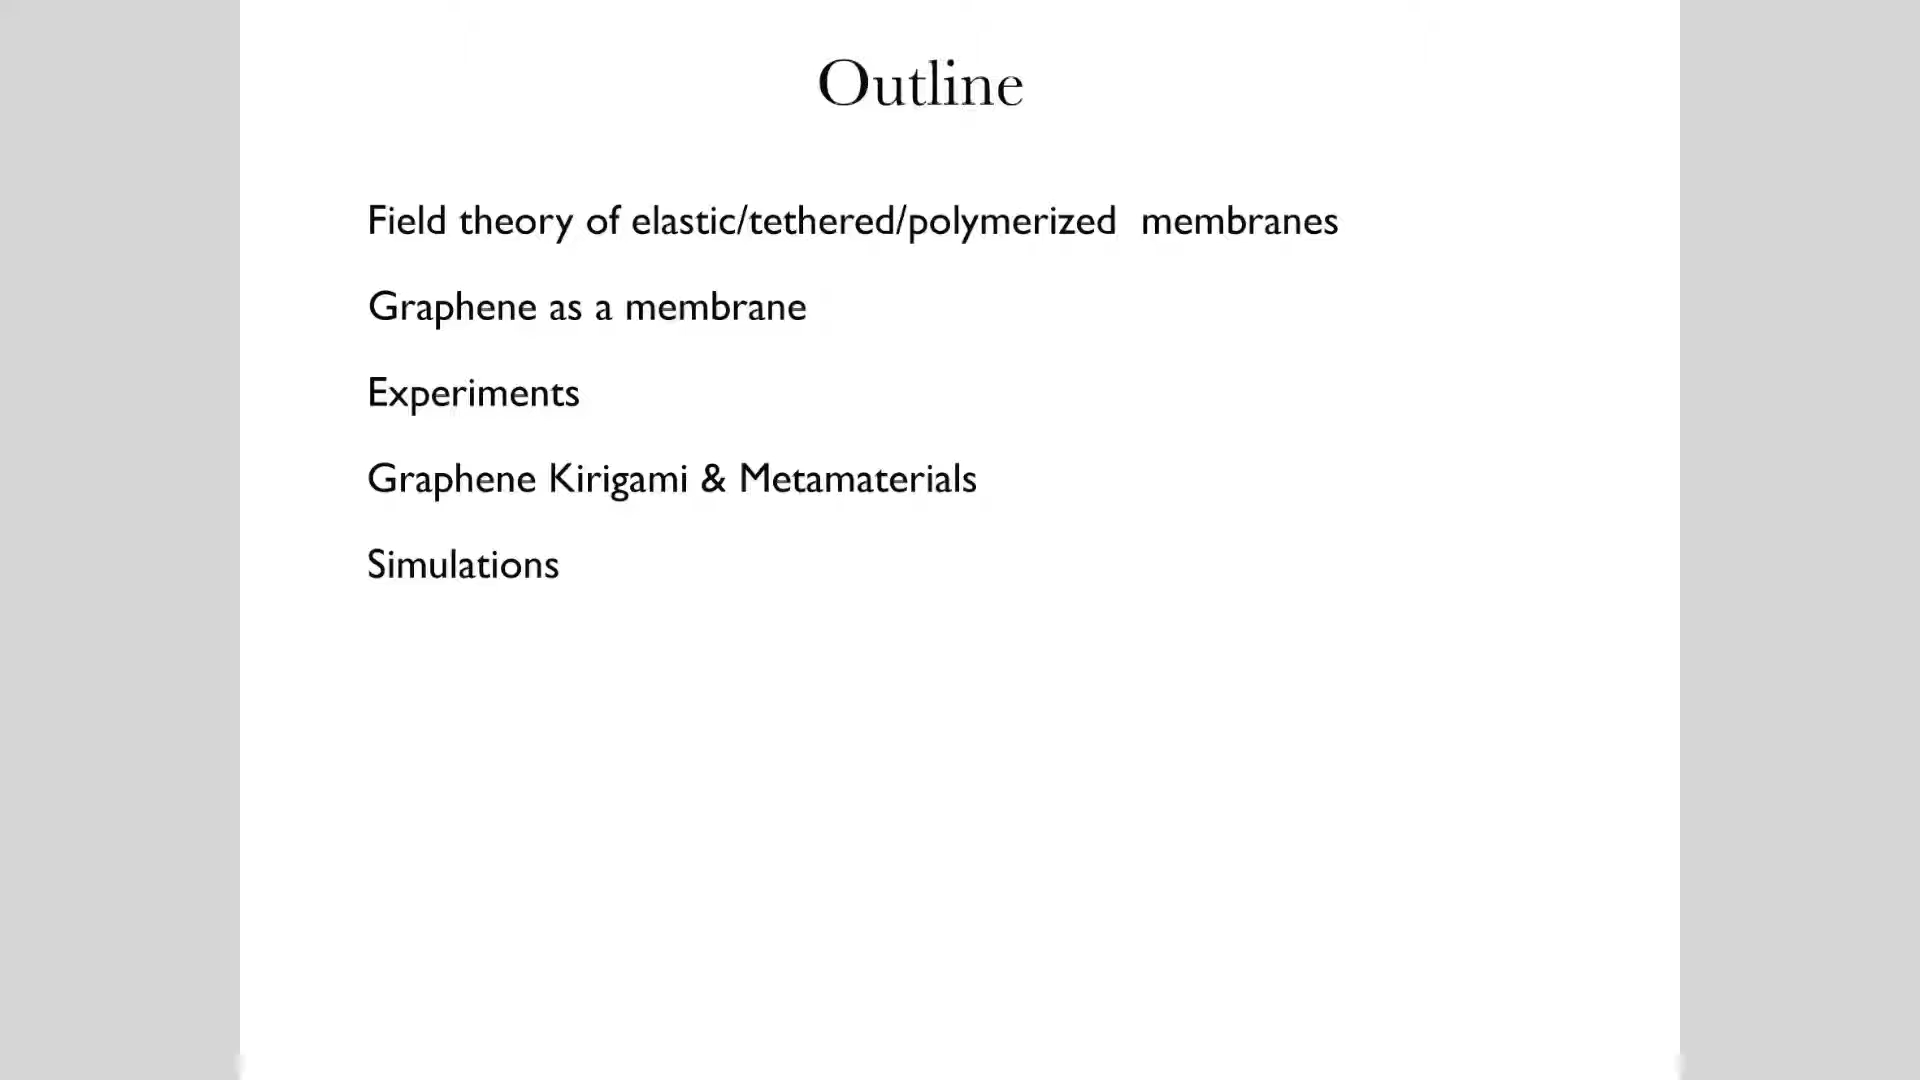 Outline
Field theory of elastic/tethered/polymerized  membranes
Graphene as a membrane
Experiments
Graphene Kirigami & Metamaterials
Simulations